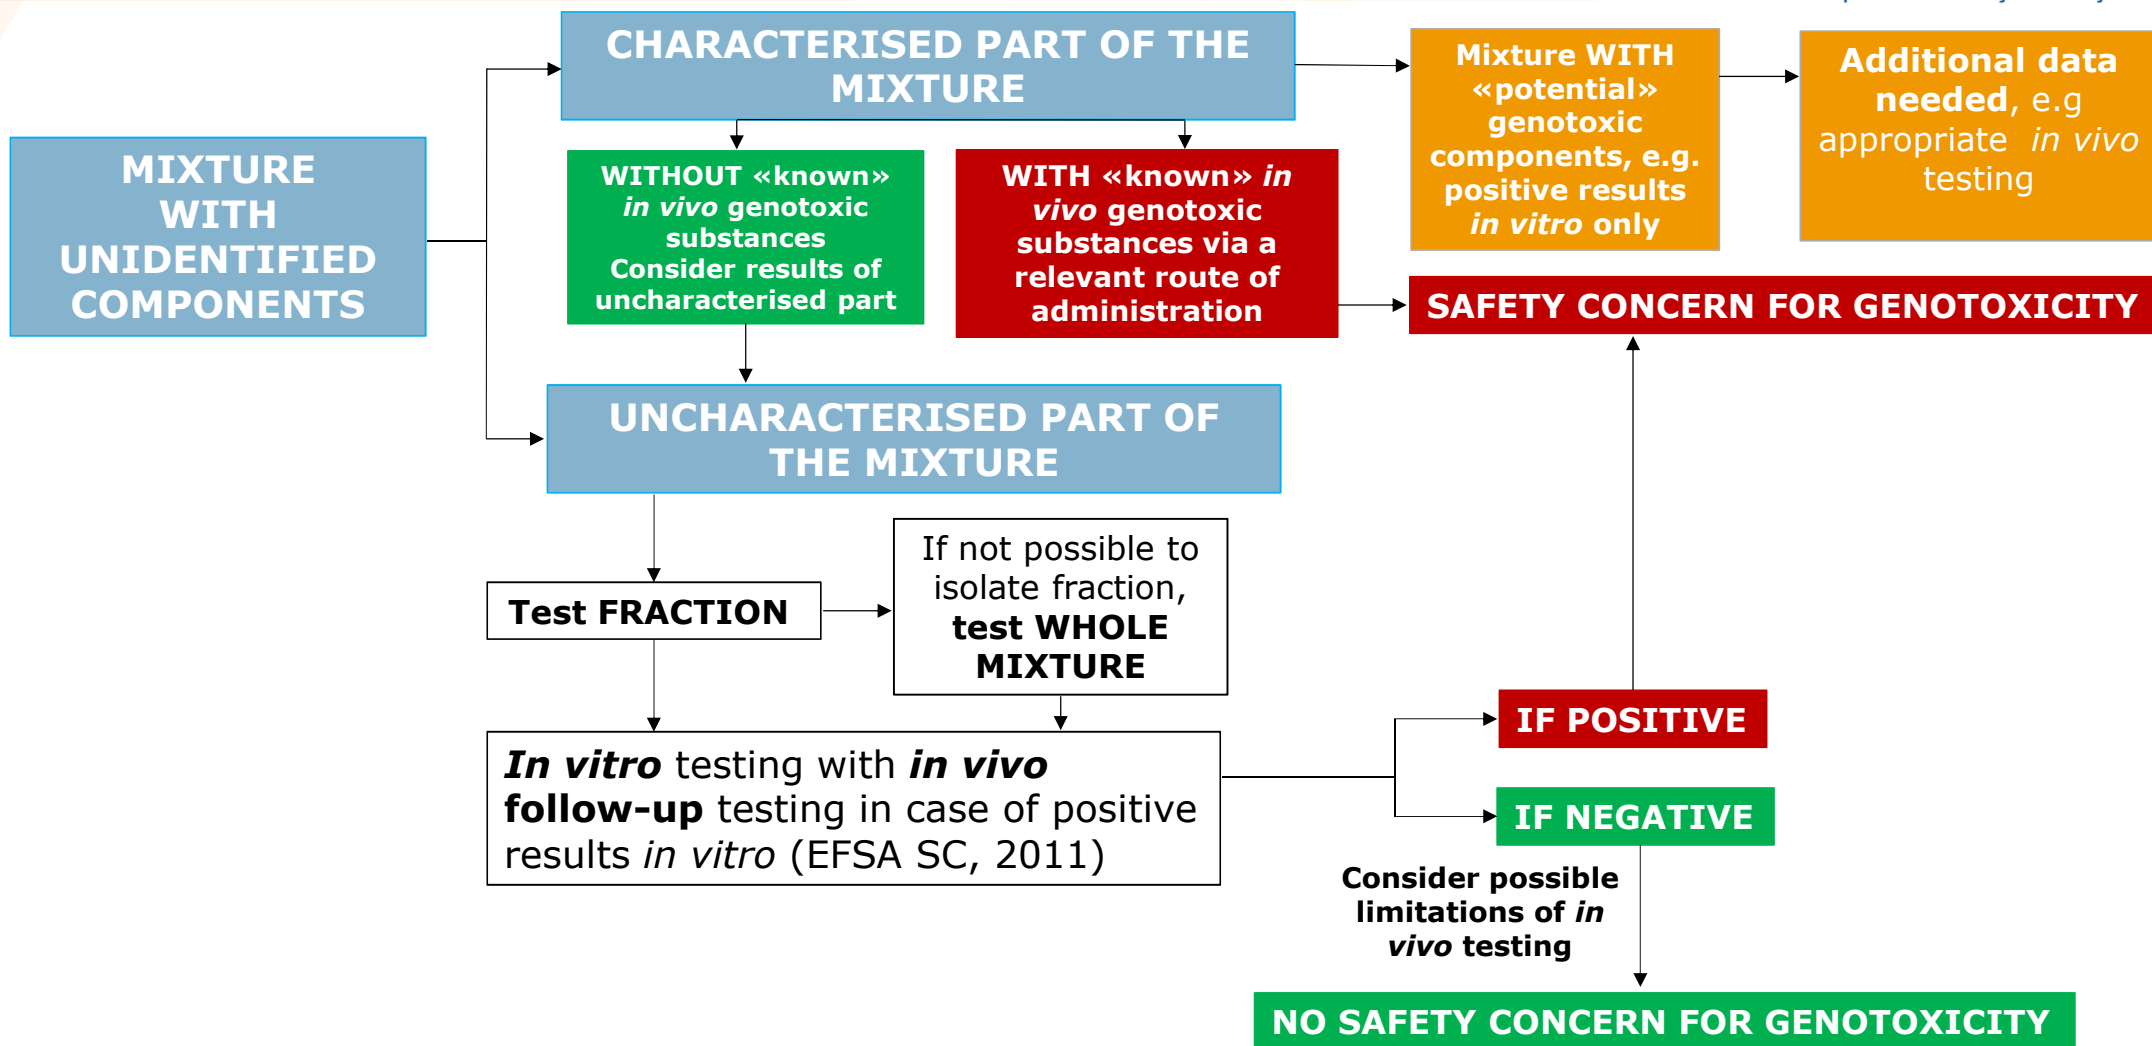 CHARACTERISED PART OF THE
MIXTURE
Mixture WITH
«potential»
genotoxic
components, e.g.
positive results
in vitro only
Additional data
needed, e.g
appropriate in vivo
testing
MIXTURE
WITH
UNIDENTIFIED
COMPONENTS
WITHOUT «known»
in vivo genotoxic
substances
Consider results of
uncharacterised part
WITH «known» in
vivo genotoxic
substances via a
relevant route of
administration
SAFETY CONCERN FOR GENOTOXICITY
UNCHARACTERISED PART OF
THE MIXTURE
Test FRACTION
If not possible to
isolate fraction,
test WHOLE
MIXTURE
In vitro testing with in vivo
follow-up testing in case of positive
results in vitro (EFSA SC, 2011)
IF POSITIVE
IF NEGATIVE
Consider possible
limitations of in
vivo testing
NO SAFETY CONCERN FOR GENOTOXICITY